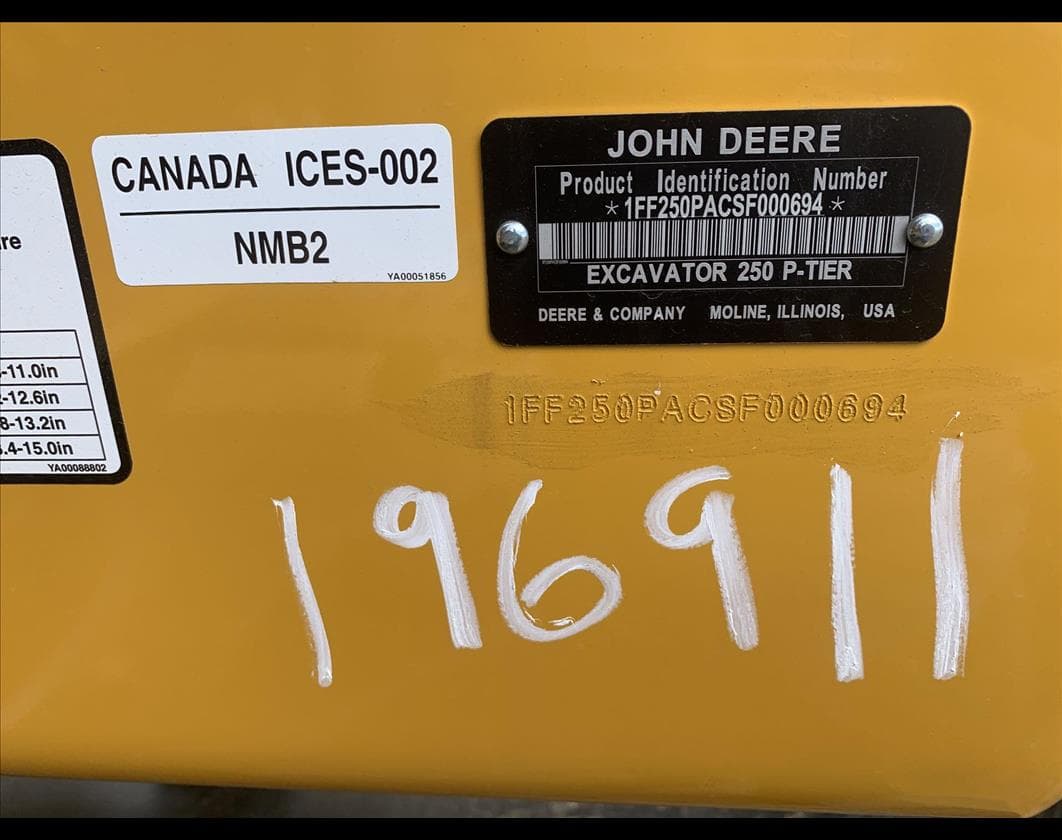 re
-11.0in
-12.6in
8-13.2in
.4-15.0in
YA00088802
CANADA ICES-002
NMB2
YA00051856
JOHN DEERE
Product Identification Number
*1FF250PACSF000694*
EXCAVATOR 250 P-TIER
DEERE & COMPANY MOLINE, ILLINOIS, USA
1FF250PACSF000694
196911